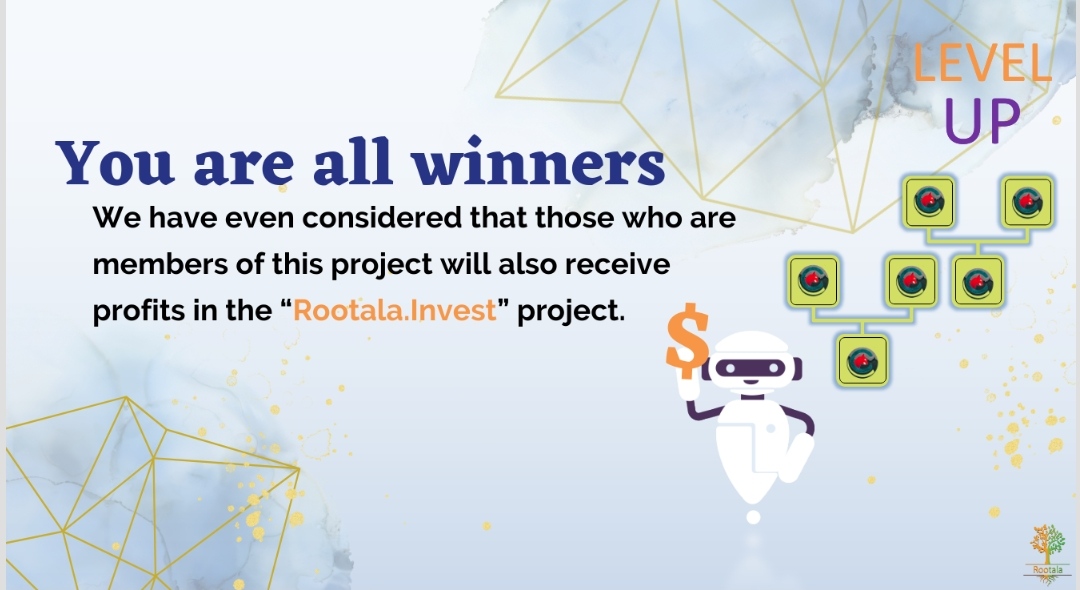 LEVEL
UP
You are all winners
We have even considered that those who are
members of this project will also receive
profits in the “Rootala.Invest” project.
$
Rootala